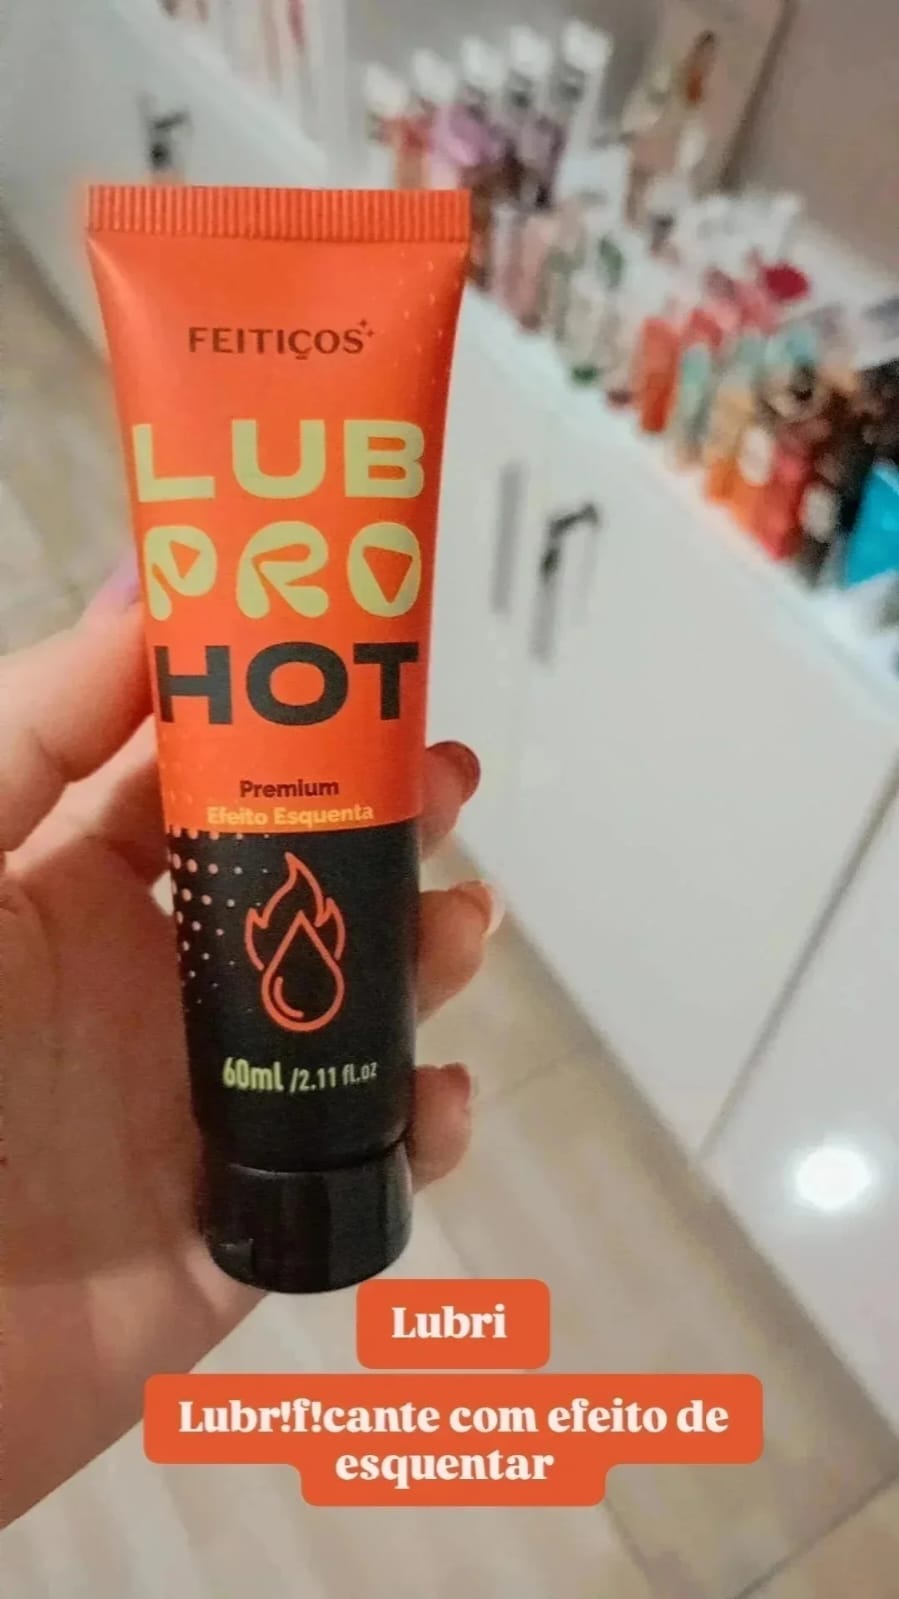 FEITIÇOS
LUB
PRO
HOT
Premium
Efeito Esquenta
60ml /2.11 fl.oz
Lubri
Lubr!f!cante com efeito de
esquentar